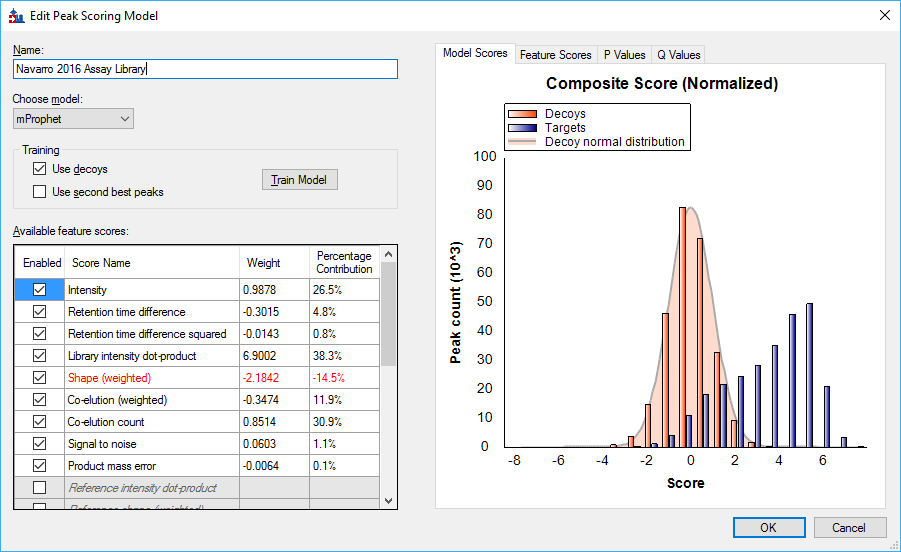 Edit Peak Scoring Model
Name:
Navarro 2016 Assay Library
Choose model:
mProphet
Training
Use decoys
Use second best peaks
Train Model
Available feature scores:
Enabled Score Name Weight Percentage Contribution
Intensity 0.9878 26.5%
Retention time difference -0.3015 4.8%
Retention time difference squared -0.0143 0.8%
Library intensity dot-product 6.9002 38.3%
Shape (weighted) -2.1842 -14.5%
Co-elution (weighted) -0.3474 11.9%
Co-elution count 0.8514 30.9%
Signal to noise 0.0603 1.1%
Product mass error -0.0064 0.1%
Reference intensity dot-product
Reference shape (weighted)
Model Scores Feature Scores P Values Q Values
Composite Score (Normalized)
Decoys
Targets
Decoy normal distribution
Peak count (10^3)
100
90
80
70
60
50
40
30
20
10
0
-8 -6 -4 -2 0 2 4 6
Score
OK Cancel